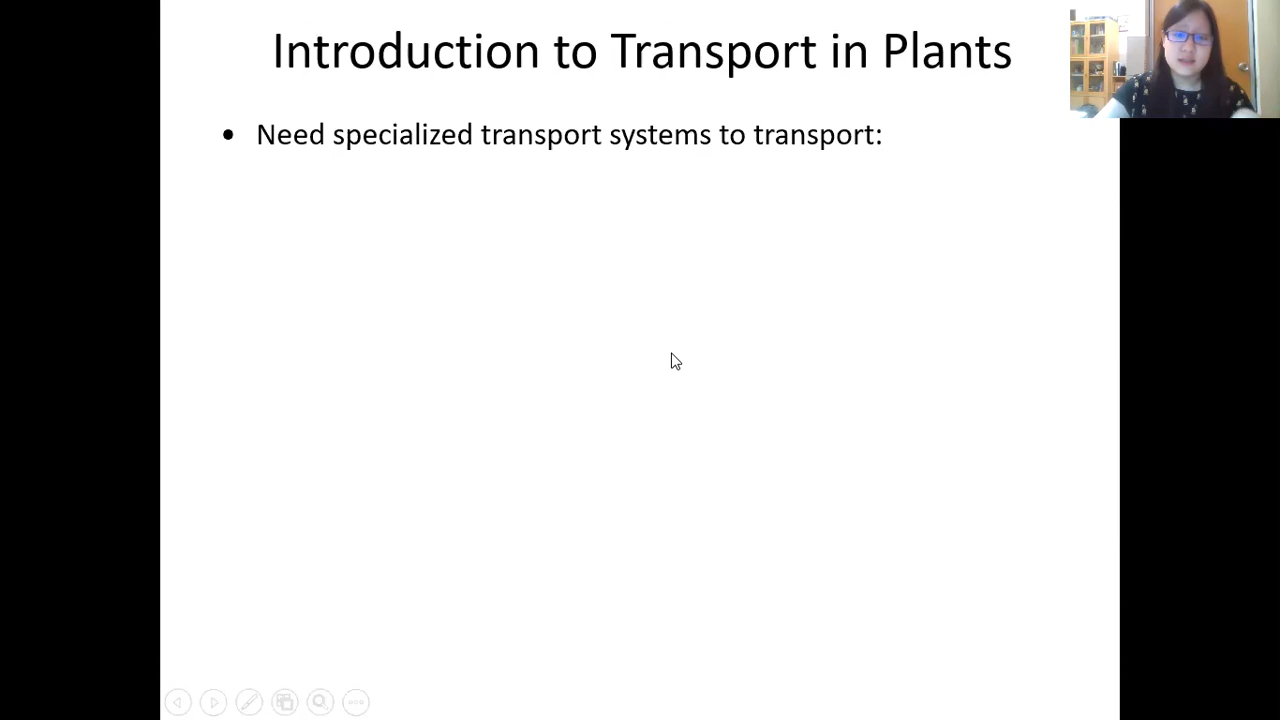 Introduction to Transport in Plants
• Need specialized transport systems to transport: